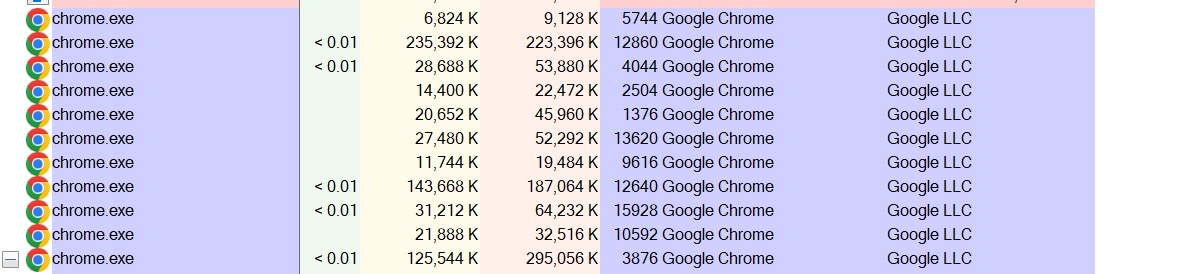 chrome.exe 6,824 K 9,128 K 5744 Google Chrome Google LLC
chrome.exe < 0.01 235,392 K 223,396 K 12860 Google Chrome Google LLC
chrome.exe < 0.01 28,688 K 53,880 K 4044 Google Chrome Google LLC
chrome.exe 14,400 K 22,472 K 2504 Google Chrome Google LLC
chrome.exe 20,652 K 45,960 K 1376 Google Chrome Google LLC
chrome.exe 27,480 K 52,292 K 13620 Google Chrome Google LLC
chrome.exe 11,744 K 19,484 K 9616 Google Chrome Google LLC
chrome.exe < 0.01 143,668 K 187,064 K 12640 Google Chrome Google LLC
chrome.exe < 0.01 31,212 K 64,232 K 15928 Google Chrome Google LLC
chrome.exe 21,888 K 32,516 K 10592 Google Chrome Google LLC
chrome.exe < 0.01 125,544 K 295,056 K 3876 Google Chrome Google LLC